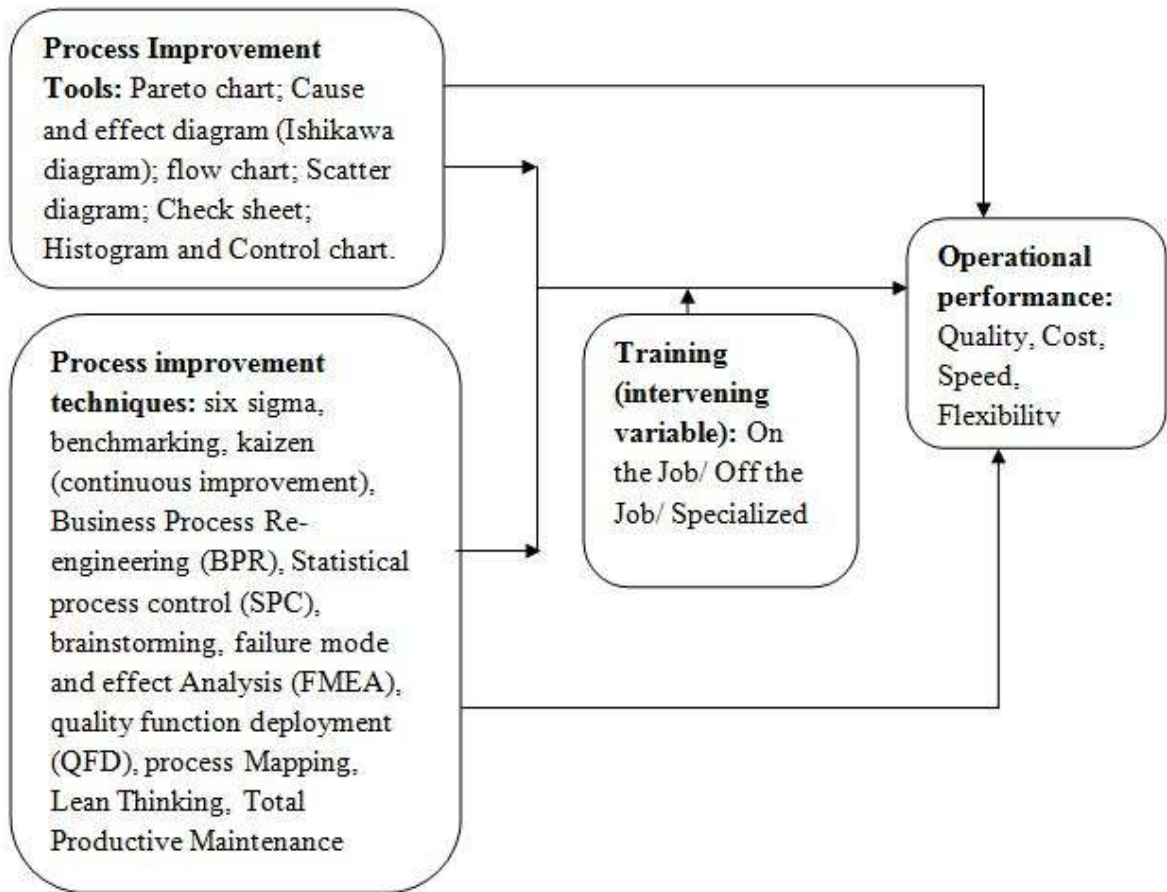 Process Improvement
Tools: Pareto chart; Cause
and effect diagram (Ishikawa
diagram); flow chart; Scatter
diagram; Check sheet;
Histogram and Control chart.
Process improvement
techniques: six sigma,
benchmarking, kaizen
(continuous improvement),
Business Process Re-
engineering (BPR), Statistical
process control (SPC),
brainstorming, failure mode
and effect Analysis (FMEA),
quality function deployment
(QFD), process Mapping,
Lean Thinking, Total
Productive Maintenance
Training
(intervening
variable): On
the Job/ Off the
Job/ Specialized
Operational
performance:
Quality, Cost,
Speed,
Flexibility